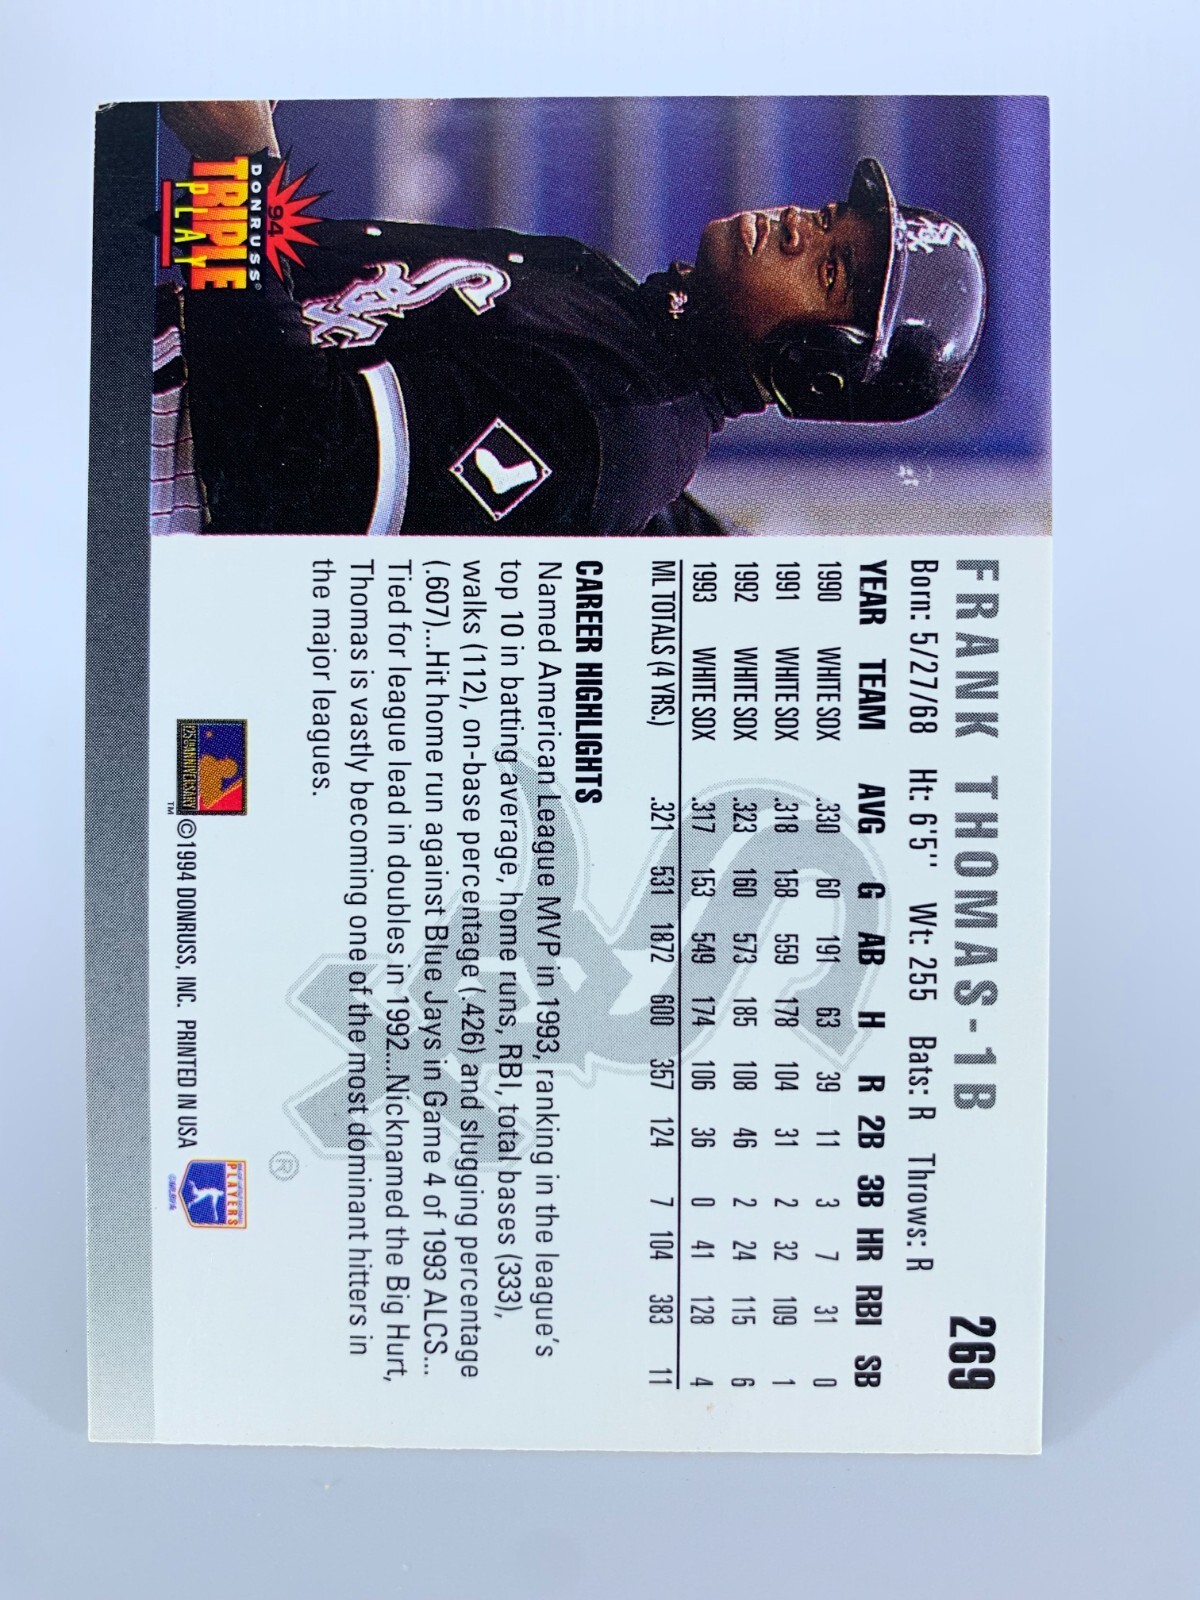 FRANK THOMAS-1B 269
Born: 5/27/68 Ht: 6'5" Wt: 255 Bats: R Throws: R
YEAR TEAM AVG G AB H R 2B 3B HR RBI SB
1990 WHITE SOX .330 60 191 63 39 11 3 7 31 0
1991 WHITE SOX .318 158 559 178 104 31 2 32 109 1
1992 WHITE SOX .323 160 573 185 108 46 2 24 115 6
1993 WHITE SOX .317 153 549 174 106 36 0 41 128 4
ML TOTALS (4 YRS.) .321 531 1872 600 357 124 7 104 383 11
CAREER HIGHLIGHTS
Named American League MVP in 1993, ranking in the league's
top 10 in batting average, home runs, RBI, total bases (333),
walks (112), on-base percentage (.426) and slugging percentage
(.607)...Hit home run against Blue Jays in Game 4 of 1993 ALCS...
Tied for league lead in doubles in 1992...Nicknamed the Big Hurt,
Thomas is vastly becoming one of the most dominant hitters in
the major leagues.
®
94
DONRUSS®
TRIPLE
PLAY
Sox
Sox
125th ANNIVERSARY
™ ©1994 DONRUSS, INC. PRINTED IN USA
PLAYERS